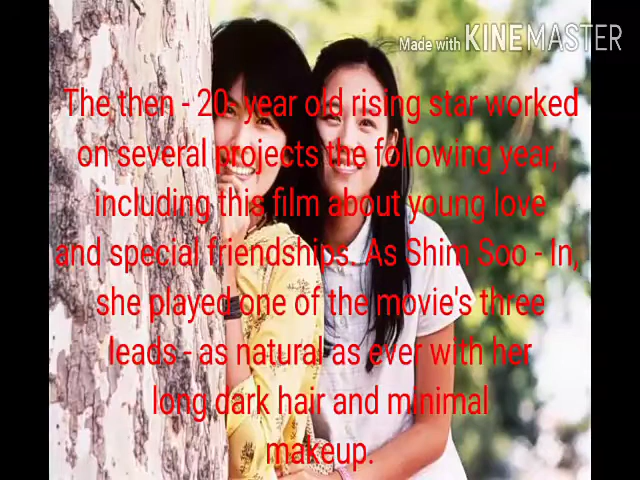 Made with KINEMASTER
The then - 20- year old rising star worked
on several projects the following year,
including this film about young love
and special friendships. As Shim Soo - In,
she played one of the movie's three
leads - as natural as ever with her
long dark hair and minimal
makeup.